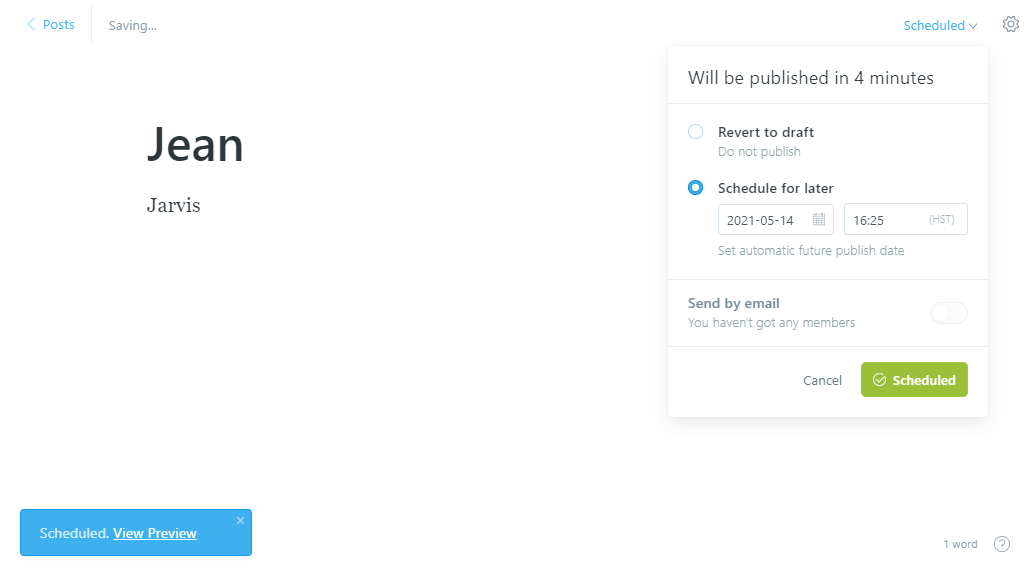 Posts
Saving...
Scheduled
Will be published in 4 minutes
Jean
Jarvis
Revert to draft
Do not publish
Schedule for later
2021-05-14
16:25
(HST)
Set automatic future publish date
Send by email
You haven't got any members
Cancel
Scheduled
Scheduled. View Preview
×
1 word
?